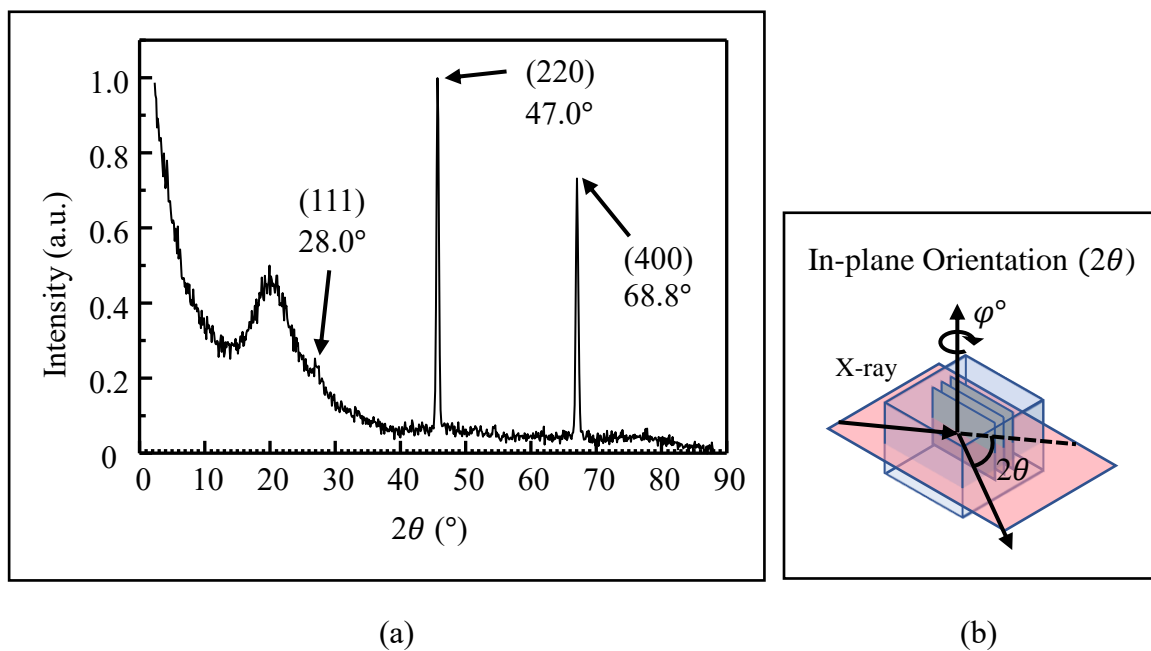 Intensity (a.u.)
1.0
0.8
0.6
0.4
0.2
0
(111)
28.0°
(220)
47.0°
(400)
68.8°
0 10 20 30 40 50 60 70 80 90
2θ (°)
(a)
In-plane Orientation (2θ)
φ°
X-ray
2θ
(b)